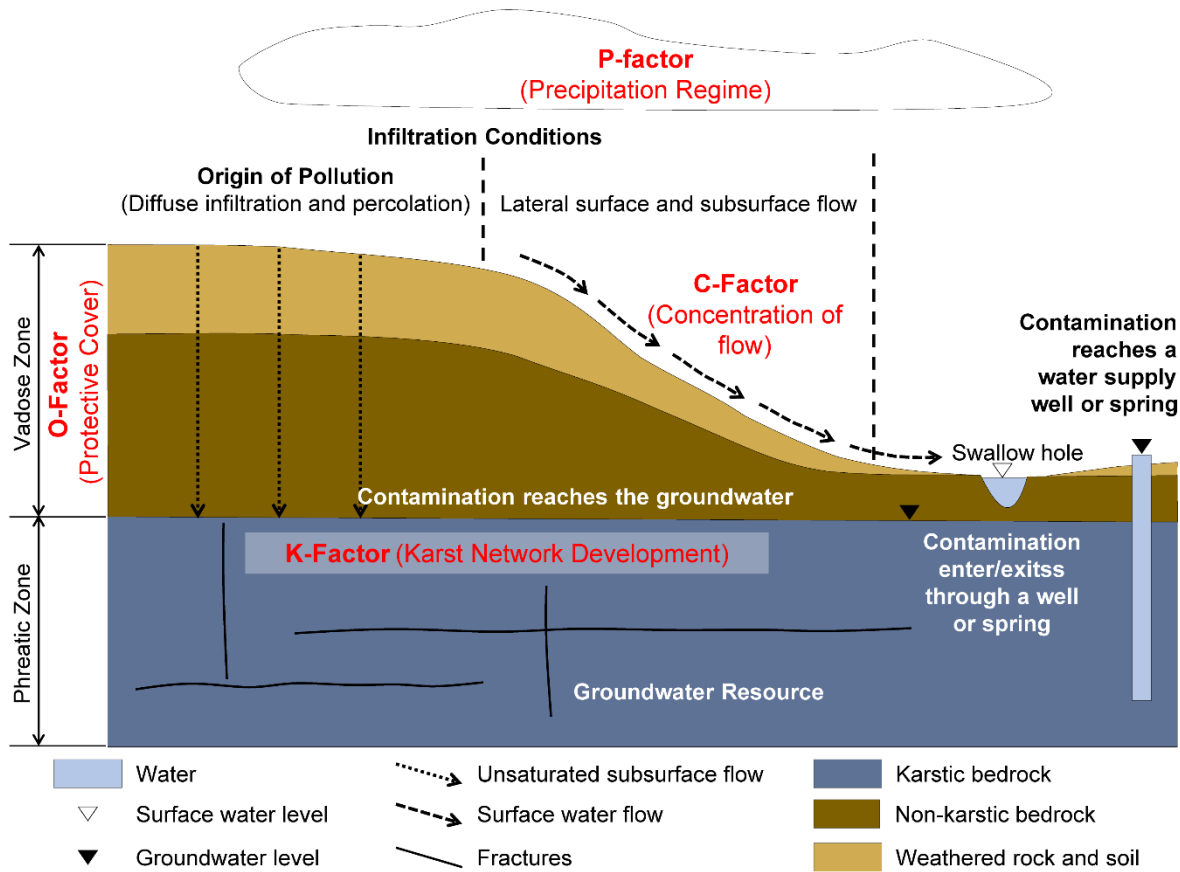 P-factor
(Precipitation Regime)
Infiltration Conditions
Origin of Pollution
(Diffuse infiltration and percolation)
Lateral surface and subsurface flow
C-Factor
(Concentration of
flow)
Contamination
reaches a
water supply
well or spring
Vadose Zone
O-Factor
(Protective Cover)
Swallow hole
Contamination reaches the groundwater
K-Factor (Karst Network Development)
Contamination
enter/exitss
through a well
or spring
Phreatic Zone
Groundwater Resource
Water
Unsaturated subsurface flow
Karstic bedrock
Surface water level
Surface water flow
Non-karstic bedrock
Groundwater level
Fractures
Weathered rock and soil